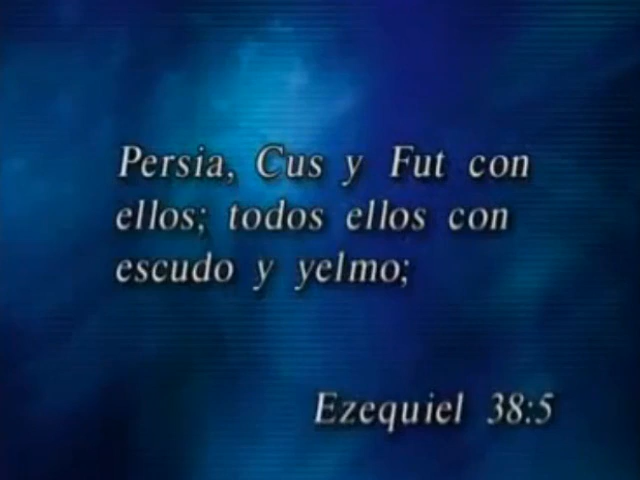 Persia, Cus y Fut con
ellos; todos ellos con
escudo y yelmo;
Ezequiel 38:5